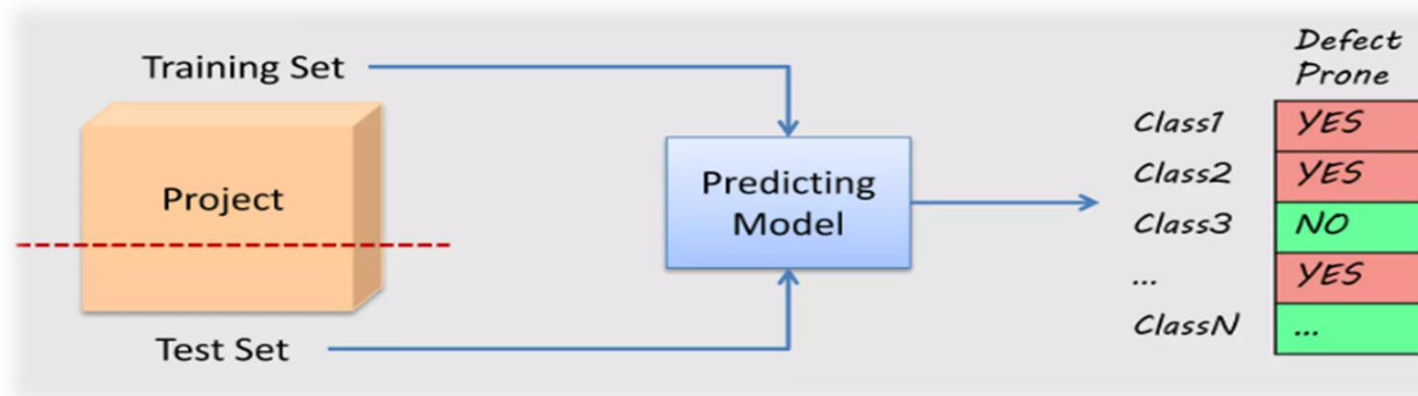 Training Set
Project
Test Set
Predicting
Model
Defect
Prone
Class1 YES
Class2 YES
Class3 NO
... YES
ClassN ...